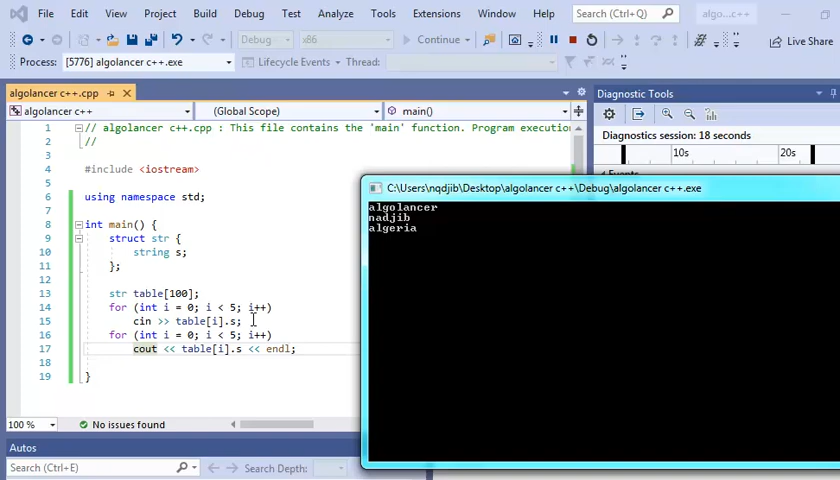 File Edit View Project Build Debug Test Analyze Tools Extensions Window Help Search (Ctrl+Q) algo...c++
Debug x86 Continue Live Share
Process: [5776] algolancer c++.exe Lifecycle Events Thread:
algolancer c++.cpp Diagnostic Tools
algolancer c++ (Global Scope) main()
Diagnostics session: 18 seconds
10s 20s
Events
1 // algolancer c++.cpp : This file contains the 'main' function. Program execution
2 //
3
4 #include <iostream>
5
6 using namespace std;
7
8 int main() {
9 struct str {
10 string s;
11 };
12
13 str table[100];
14 for (int i = 0; i < 5; i++)
15 cin >> table[i].s;
16 for (int i = 0; i < 5; i++)
17 cout << table[i].s << endl;
18
19 }
C:\Users\nqdjib\Desktop\algolancer c++\Debug\algolancer c++.exe
algolancer
nadjib
algeria
100 % No issues found
Autos
Search (Ctrl+E) Search Depth: